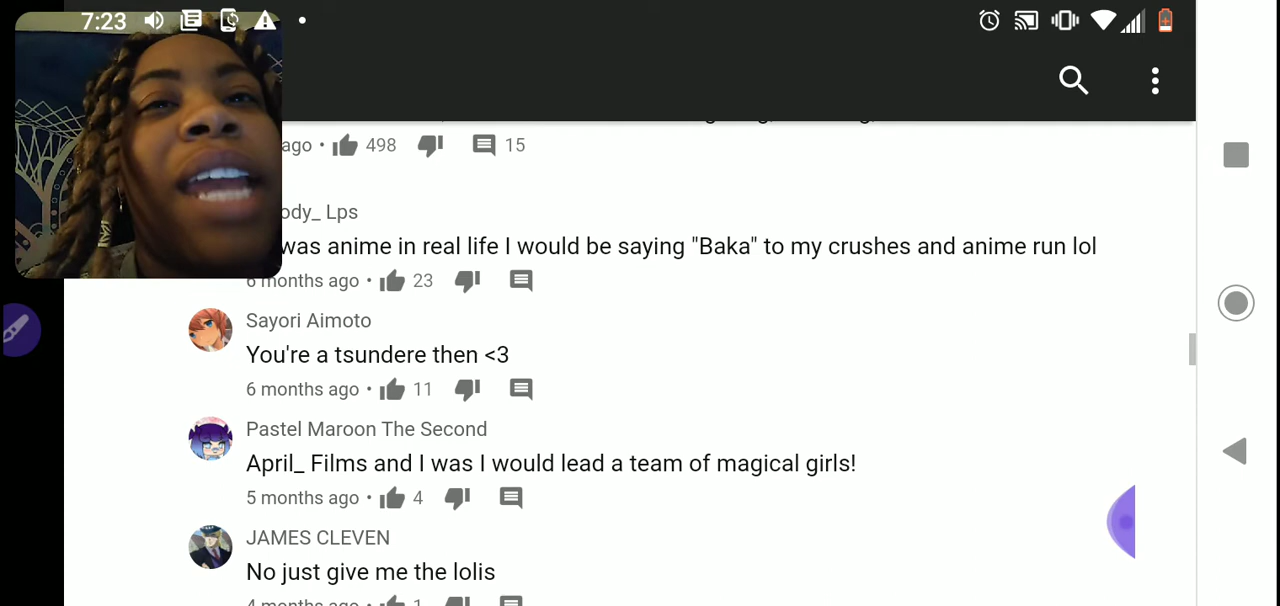 7:23
ago • 498 15
ody_ Lps
was anime in real life I would be saying "Baka" to my crushes and anime run lol
6 months ago • 23
Sayori Aimoto
You're a tsundere then <3
6 months ago • 11
Pastel Maroon The Second
April_ Films and I was I would lead a team of magical girls!
5 months ago • 4
JAMES CLEVEN
No just give me the lolis
4 months ago • 1